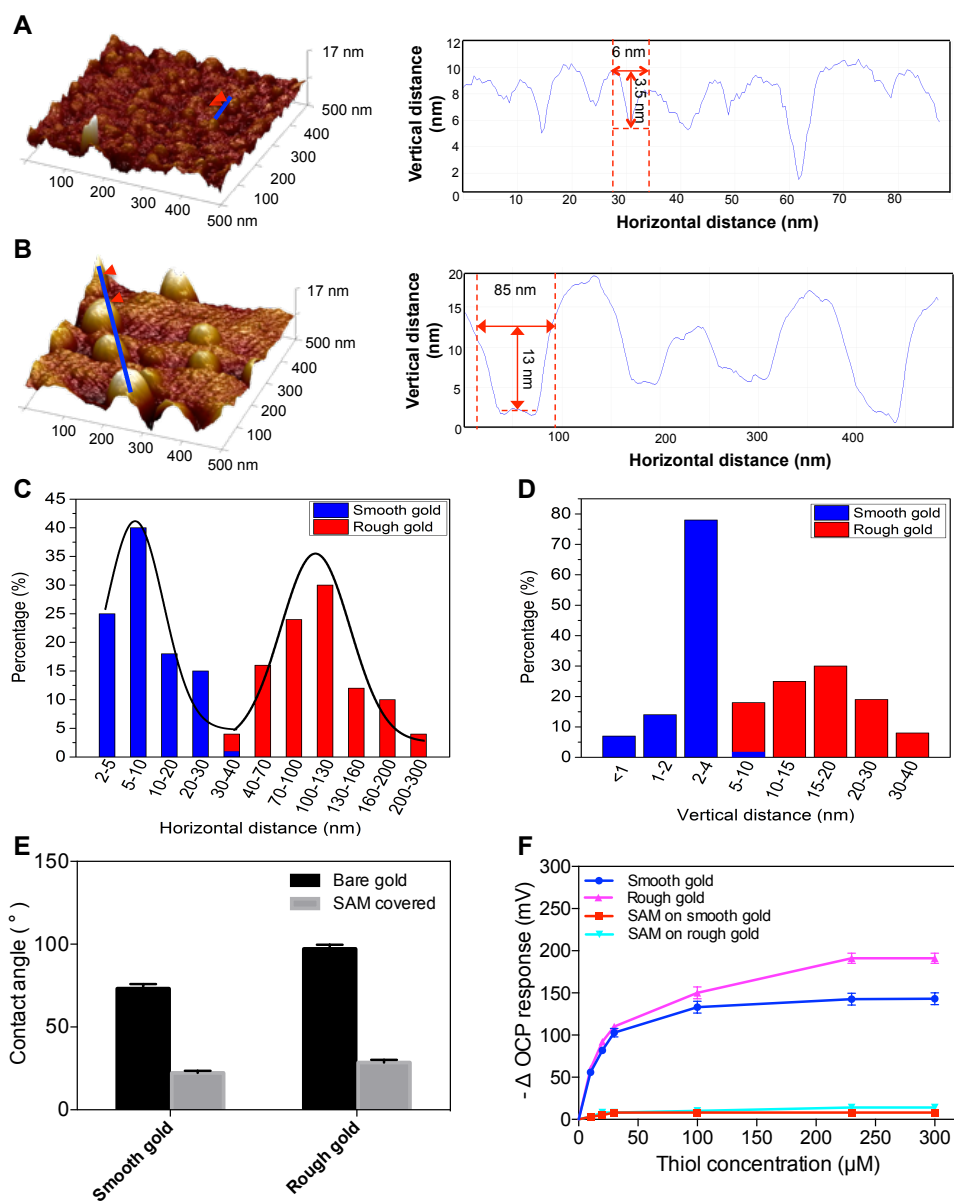 A
17 nm
500 nm
400
300
200
100
100
200
300
400
500 nm
Vertical distance
(nm)
12
10
8
6
4
2
0
6 nm
3.5 nm
10
20
30
40
50
60
70
80
Horizontal distance (nm)
B
17 nm
500 nm
400
300
200
100
100
200
300
400
500 nm
Vertical distance
(nm)
20
15
10
5
0
85 nm
13 nm
100
200
300
400
Horizontal distance (nm)
C
Percentage (%)
45
40
35
30
25
20
15
10
5
0
Smooth gold
Rough gold
2-5
5-10
10-20
20-30
30-40
40-70
70-100
100-130
130-160
160-200
200-300
Horizontal distance (nm)
D
Percentage (%)
80
70
60
50
40
30
20
10
0
Smooth gold
Rough gold
<1
1-2
2-4
5-10
10-15
15-20
20-30
30-40
Vertical distance (nm)
E
Contact angle ( ° )
150
100
50
0
Bare gold
SAM covered
Smooth gold
Rough gold
F
- Δ OCP response (mV)
300
250
200
150
100
50
0
Smooth gold
Rough gold
SAM on smooth gold
SAM on rough gold
0
50
100
150
200
250
300
Thiol concentration (µM)